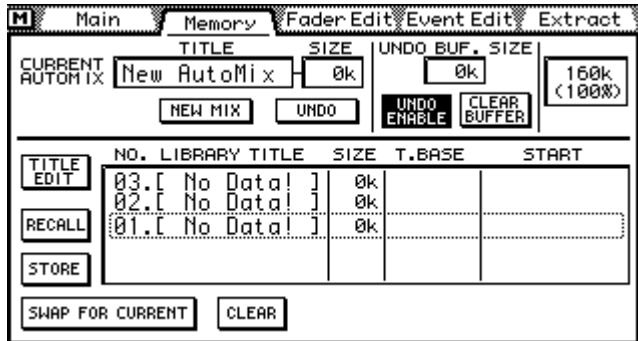 M Main Memory Fader Edit Event Edit Extract
TITLE SIZE UNDO BUF. SIZE
CURRENT AUTOMIX New AutoMix 0k 0k 160k (100%)
NEW MIX UNDO UNDO ENABLE CLEAR BUFFER
NO. LIBRARY TITLE SIZE T.BASE START
TITLE EDIT
03.[ No Data! ] 0k
02.[ No Data! ] 0k
RECALL 01.[ No Data! ] 0k
STORE
SWAP FOR CURRENT CLEAR